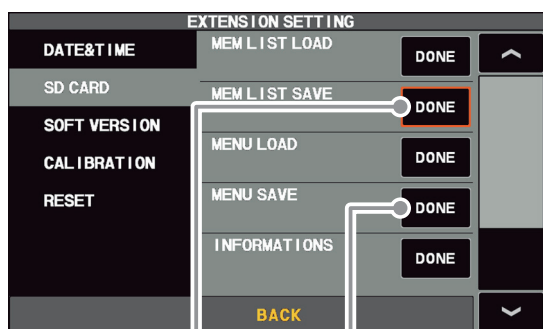 EXTENSION SETTING
DATE&TIME
SD CARD
SOFT VERSION
CALIBRATION
RESET
MEM LIST LOAD DONE
MEM LIST SAVE DONE
MENU LOAD DONE
MENU SAVE DONE
INFORMATIONS DONE
BACK